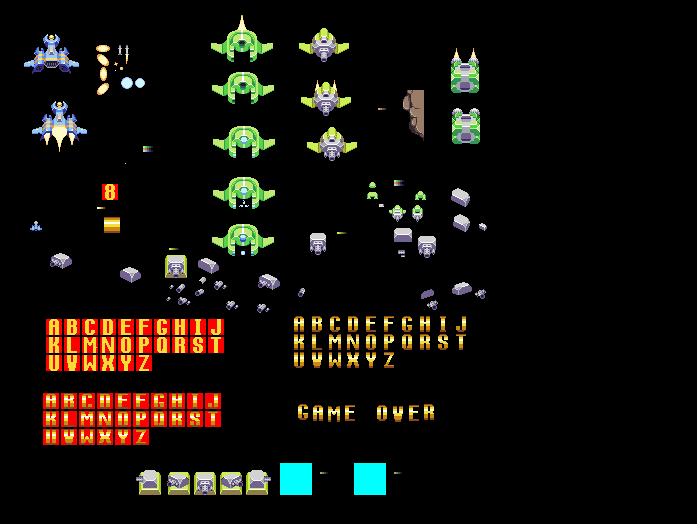 8
ABCDEFGHIJ
KLMNOPQRST
UVWXYZ
ABCDEFGHIJ
KLMNOPQRST
UVWXYZ
ABCDEFGHIJ
KLMNOPQRST
UVWXYZ
GAME OVER